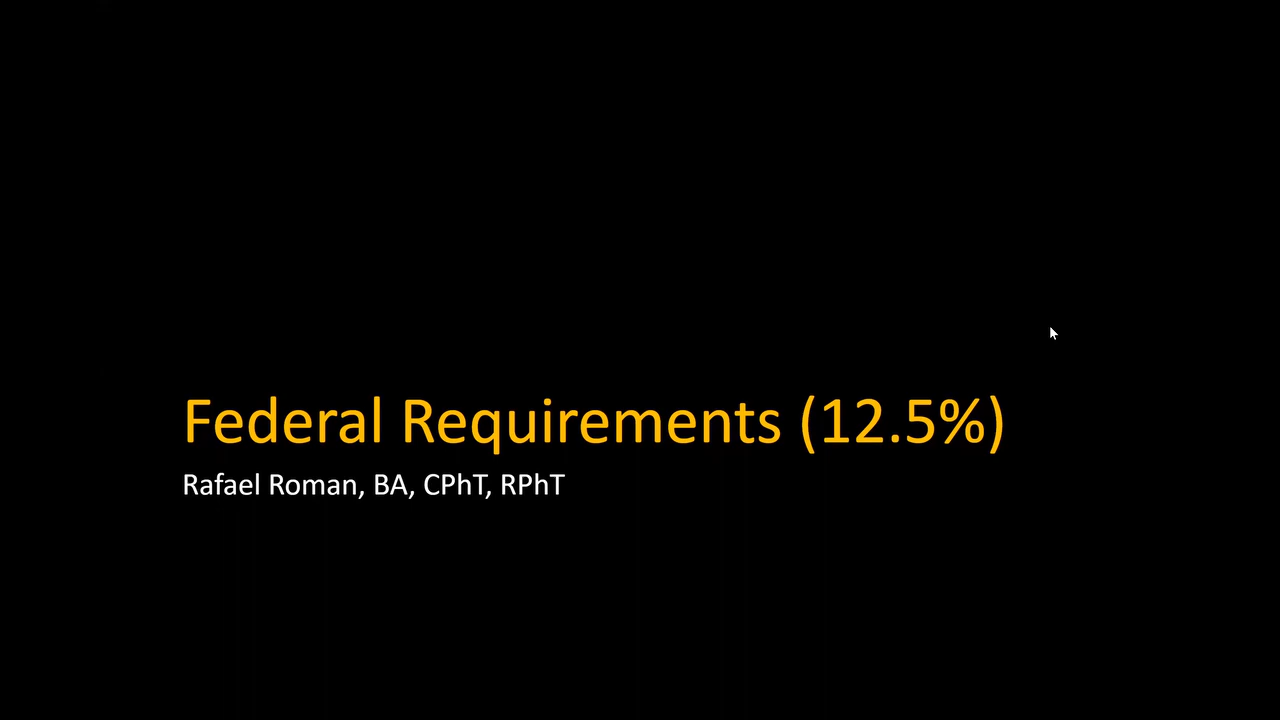 Federal Requirements (12.5%)
Rafael Roman, BA, CPhT, RPhT